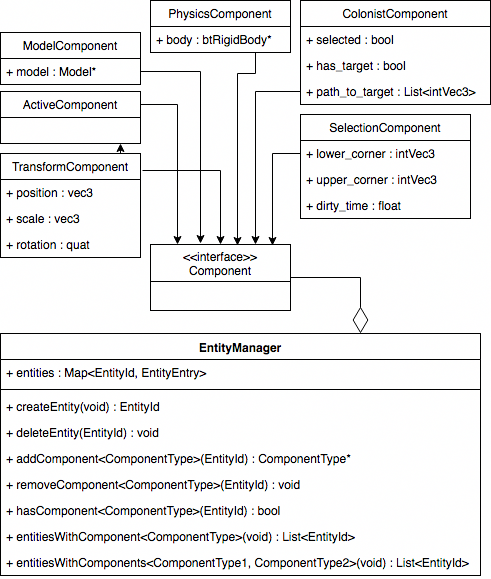 PhysicsComponent
+ body : btRigidBody*
ColonistComponent
+ selected : bool
+ has_target : bool
+ path_to_target : List<intVec3>
ModelComponent
+ model : Model*
ActiveComponent
SelectionComponent
+ lower_corner : intVec3
+ upper_corner : intVec3
+ dirty_time : float
TransformComponent
+ position : vec3
+ scale : vec3
+ rotation : quat
<<interface>>
Component
EntityManager
+ entities : Map<EntityId, EntityEntry>
+ createEntity(void) : EntityId
+ deleteEntity(EntityId) : void
+ addComponent<ComponentType>(EntityId) : ComponentType*
+ removeComponent<ComponentType>(EntityId) : void
+ hasComponent<ComponentType>(EntityId) : bool
+ entitiesWithComponent<ComponentType>(void) : List<EntityId>
+ entitiesWithComponents<ComponentType1, ComponentType2>(void) : List<EntityId>